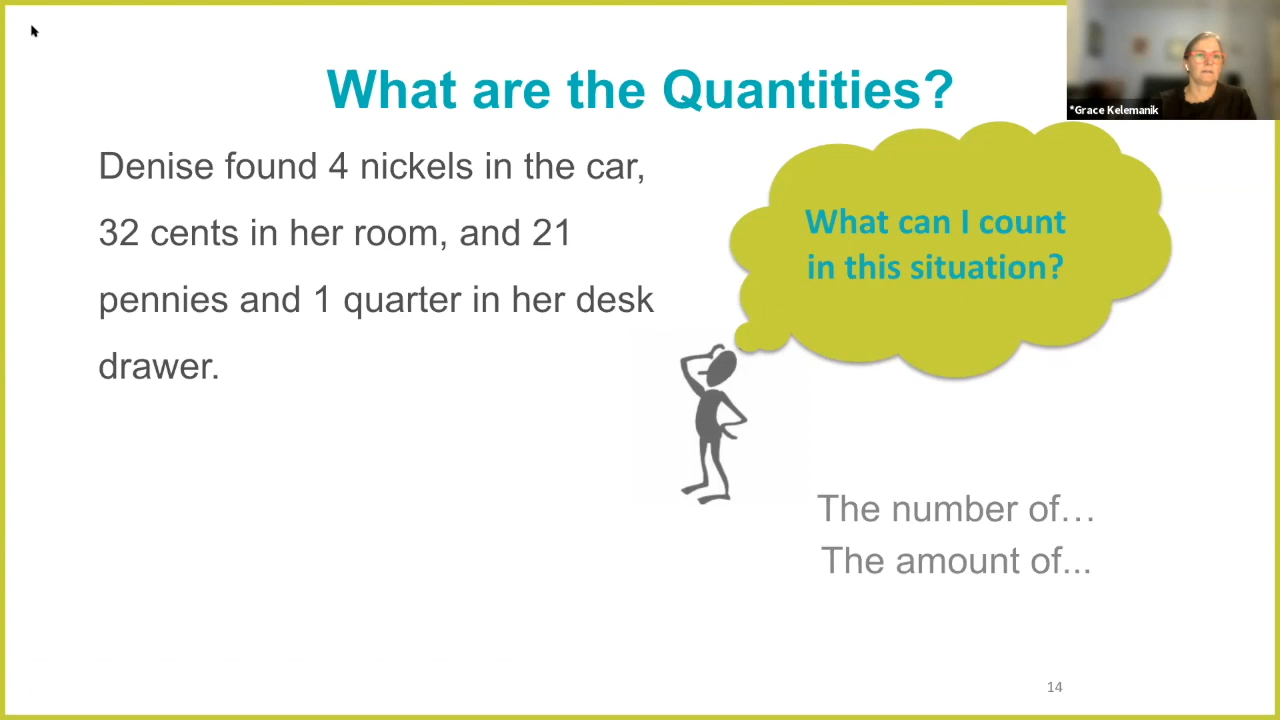 What are the Quantities?
*Grace Kelemanik
Denise found 4 nickels in the car,
32 cents in her room, and 21
pennies and 1 quarter in her desk
drawer.
What can I count
in this situation?
The number of…
The amount of...
14